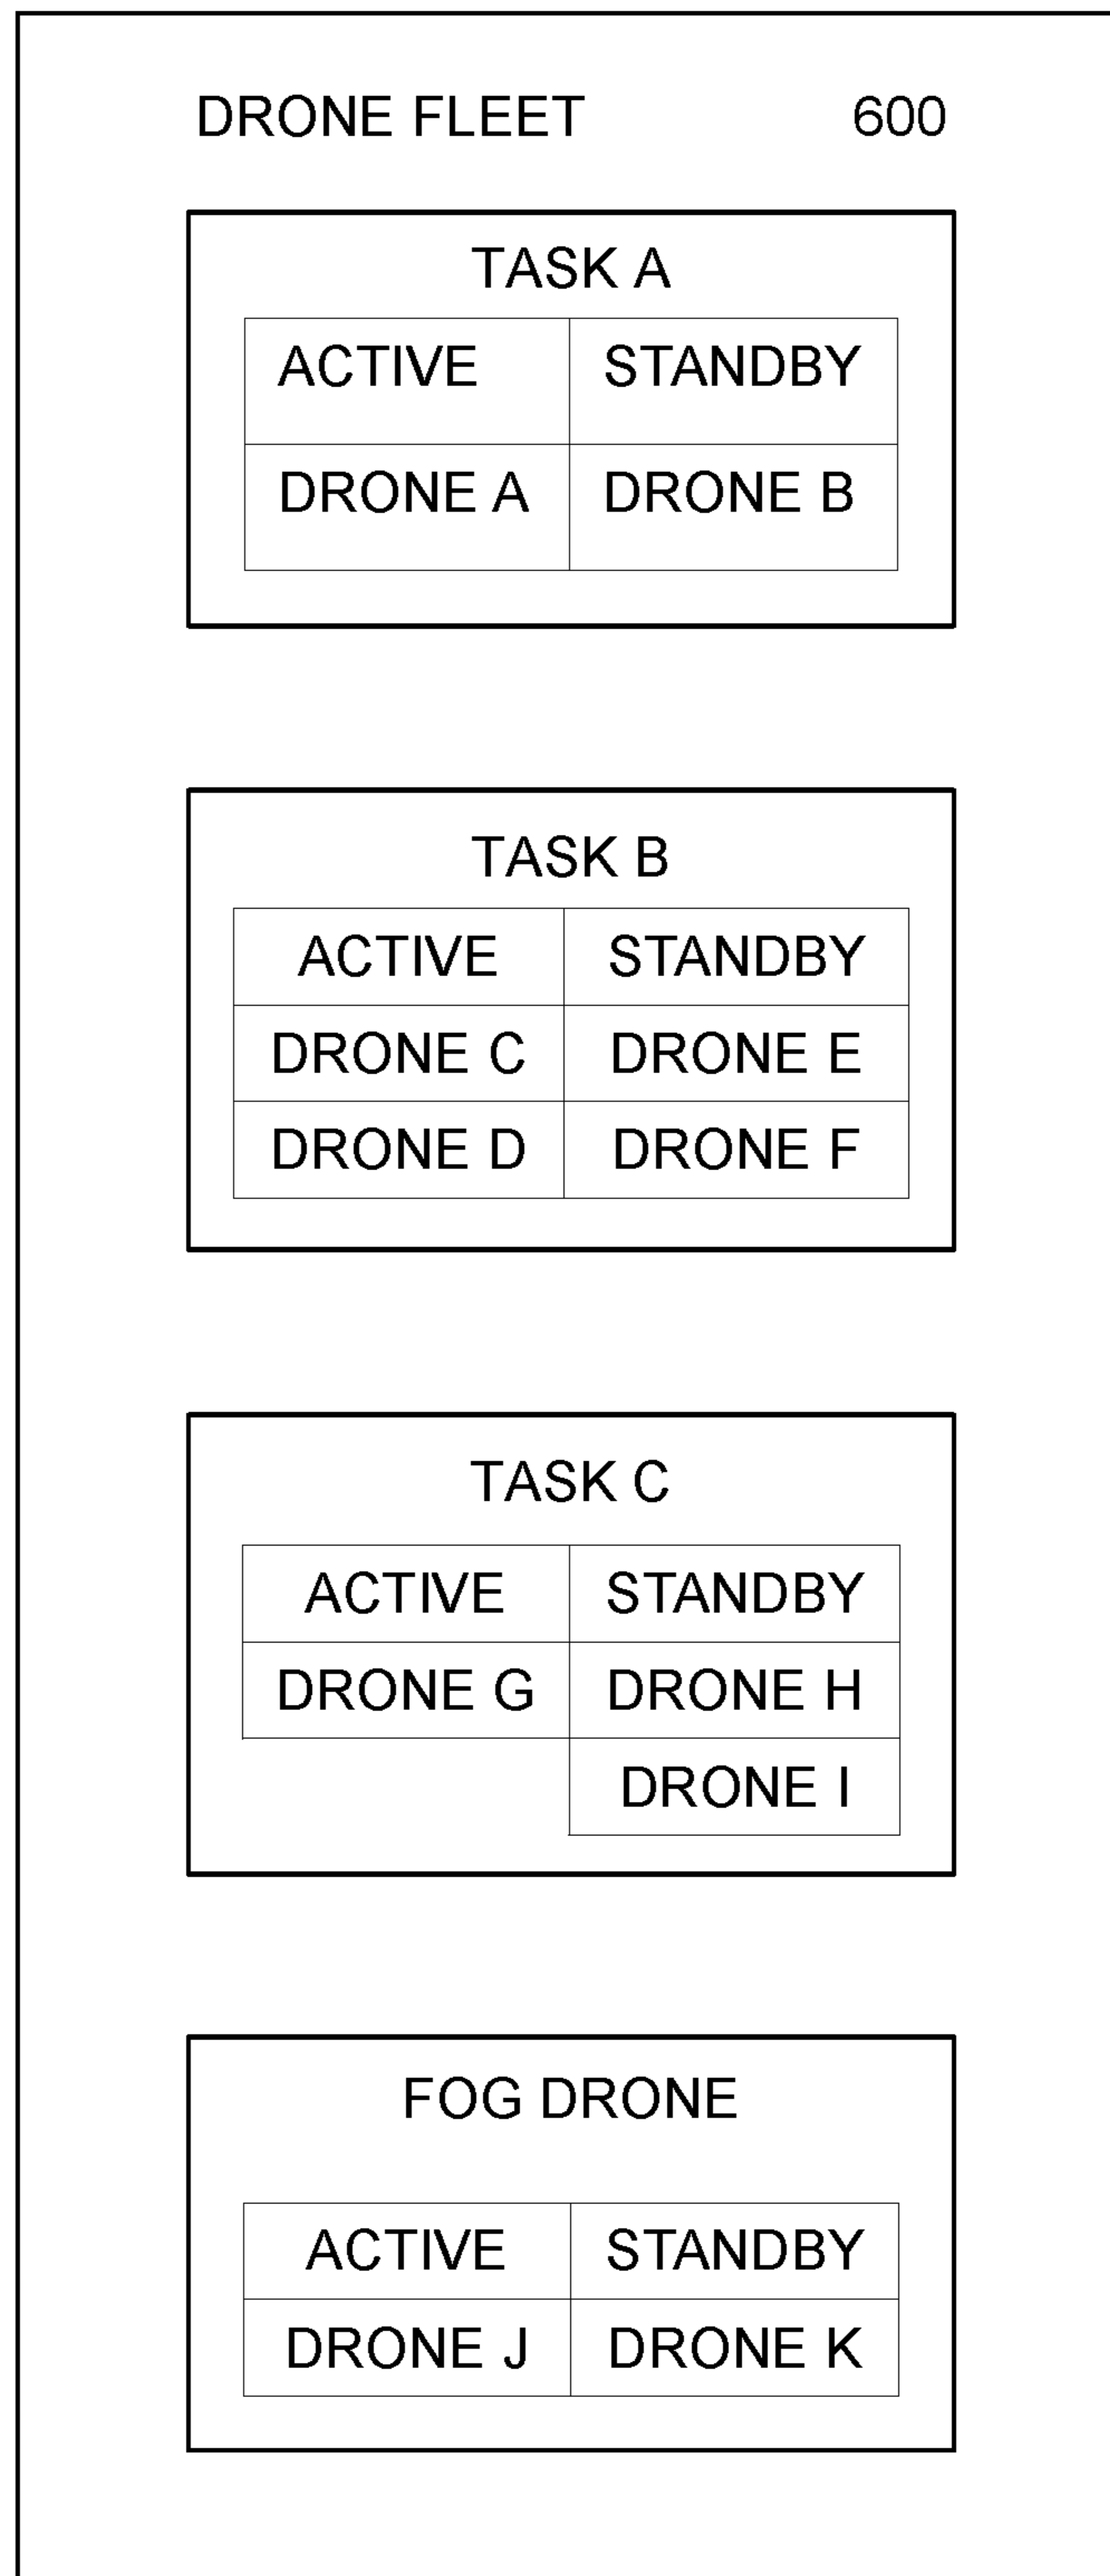 DRONE FLEET 600
TASK A
ACTIVE STANDBY
DRONE A DRONE B
TASK B
ACTIVE STANDBY
DRONE C DRONE E
DRONE D DRONE F
TASK C
ACTIVE STANDBY
DRONE G DRONE H
DRONE I
FOG DRONE
ACTIVE STANDBY
DRONE J DRONE K